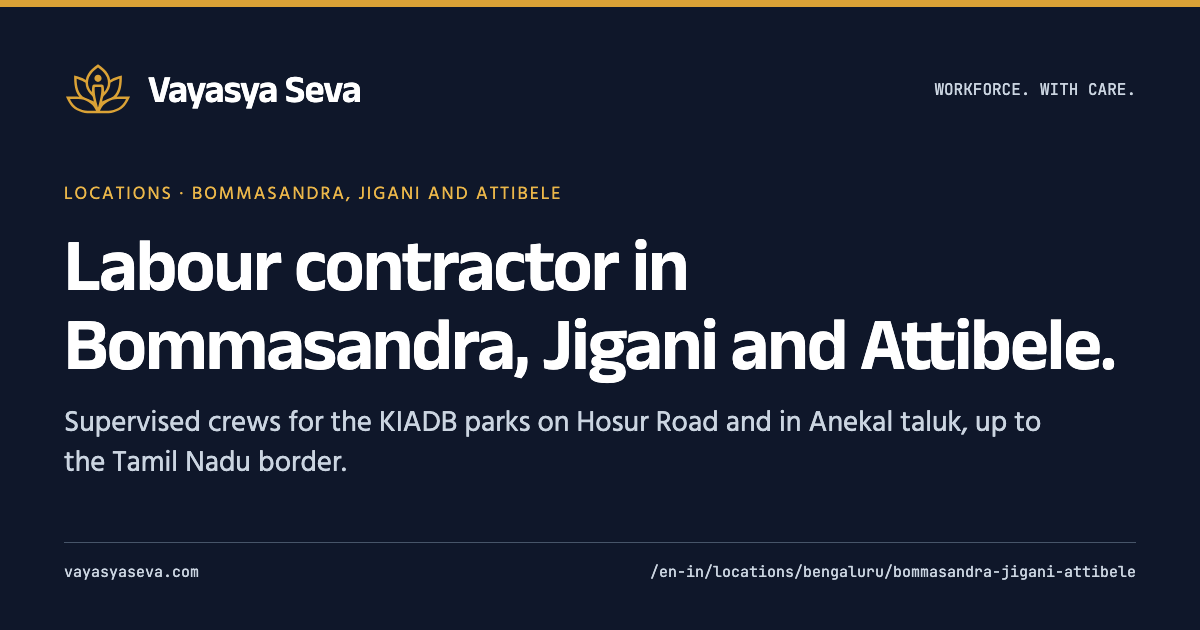 Vayasya Seva
WORKFORCE. WITH CARE.
LOCATIONS · BOMMASANDRA, JIGANI AND ATTIBELE
Labour contractor in
Bommasandra, Jigani and Attibele.
Supervised crews for the KIADB parks on Hosur Road and in Anekal taluk, up to
the Tamil Nadu border.
vayasyaseva.com
/en-in/locations/bengaluru/bommasandra-jigani-attibele